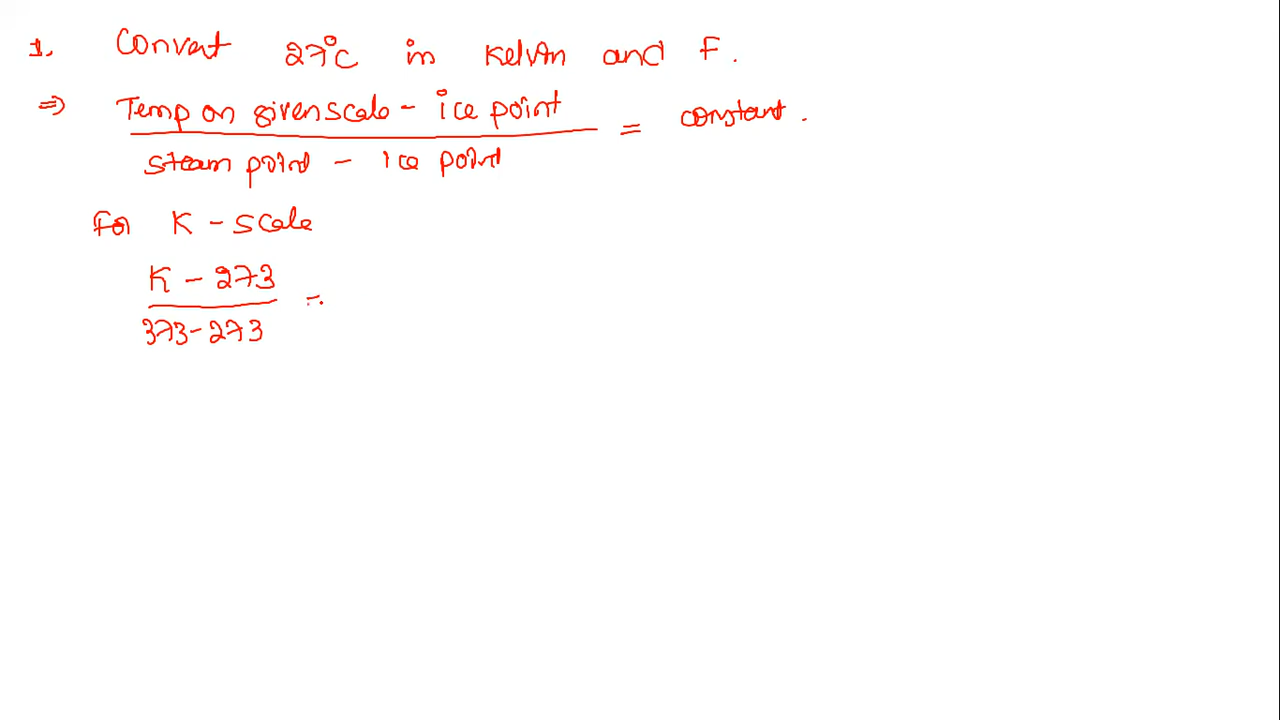 1. Convert 27°C in Kelvin and F.
⇒ Temp on given scale - ice point = constant.
steam point - ice point
For K - scale
K - 273 =
373 - 273